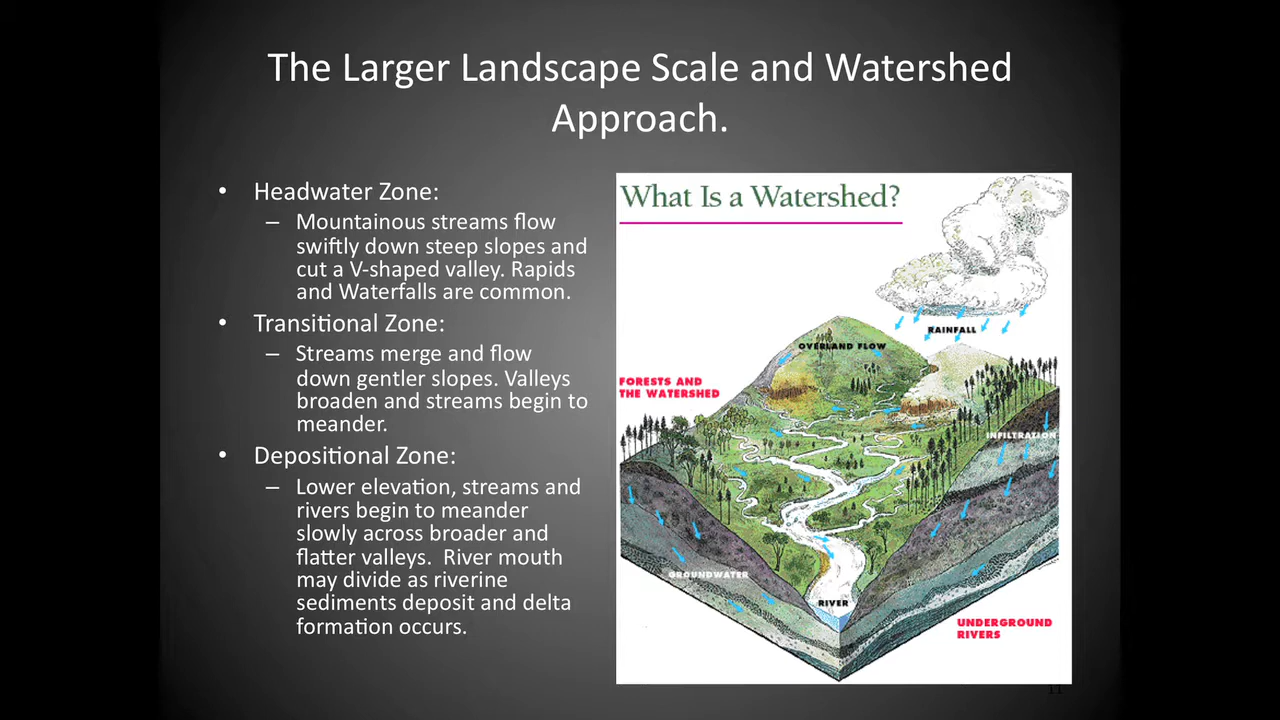 The Larger Landscape Scale and Watershed
Approach.
• Headwater Zone:
– Mountainous streams flow
swiftly down steep slopes and
cut a V-shaped valley. Rapids
and Waterfalls are common.
• Transitional Zone:
– Streams merge and flow
down gentler slopes. Valleys
broaden and streams begin to
meander.
• Depositional Zone:
– Lower elevation, streams and
rivers begin to meander
slowly across broader and
flatter valleys. River mouth
may divide as riverine
sediments deposit and delta
formation occurs.
What Is a Watershed?
RAINFALL
OVERLAND FLOW
FORESTS AND
THE WATERSHED
INFILTRATION
GROUNDWATER
RIVER
UNDERGROUND
RIVERS
11